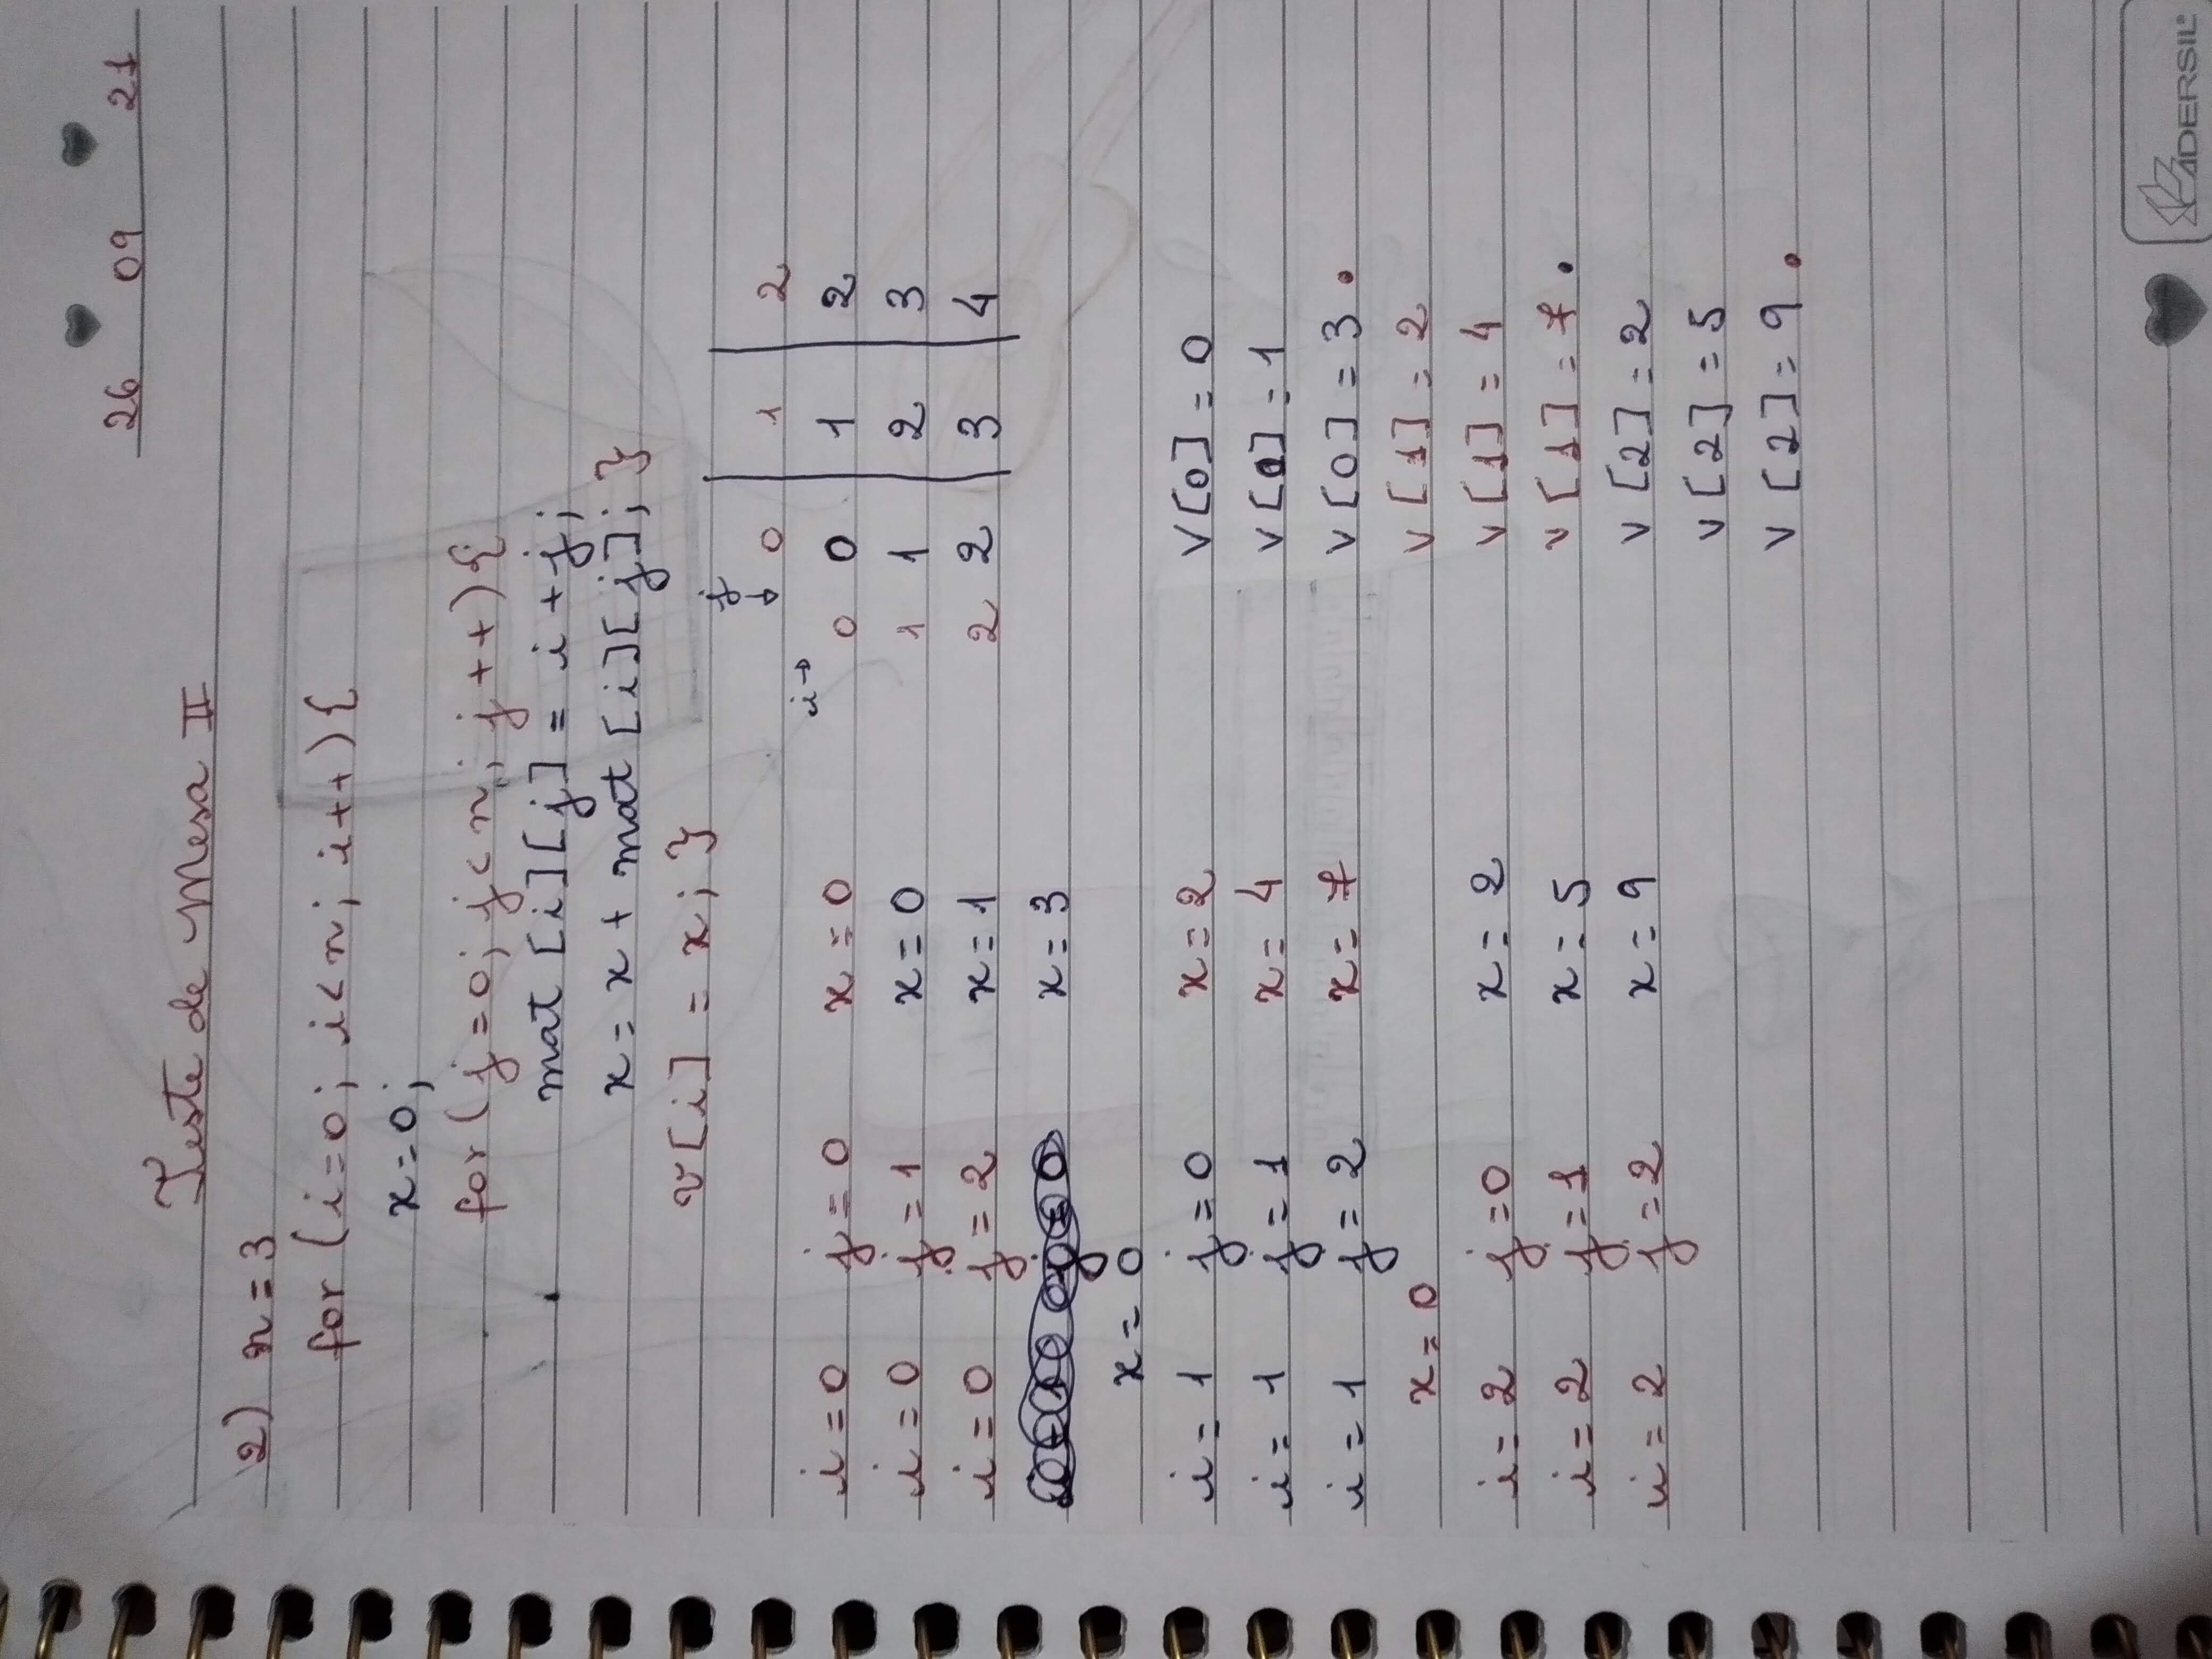 26 09 21
Teste de Mesa II
2) n = 3
for (i=0; i<n; i++){
x=0;
for (j=0; j<n; j++){
mat [i][j] = i+j;
x = x + mat [i][j]; }
v[i] = x; }
j
↓ 0 1 2
i→
i=0 j=0 x=0 0 0 1 2
i=0 j=1 x=0 1 1 2 3
i=0 j=2 x=1 2 2 3 4
x=3
x=0
i=1 j=0 x=2 V[0]=0
i=1 j=1 x=4 V[0]=1
i=1 j=2 x=7 V[0]=3.
x=0 V[1]=2
i=2 j=0 x=2 V[1]=4
i=2 j=1 x=5 V[1]=7.
i=2 j=2 x=9 V[2]=2
V[2]=5
V[2]=9.
ADERSIL